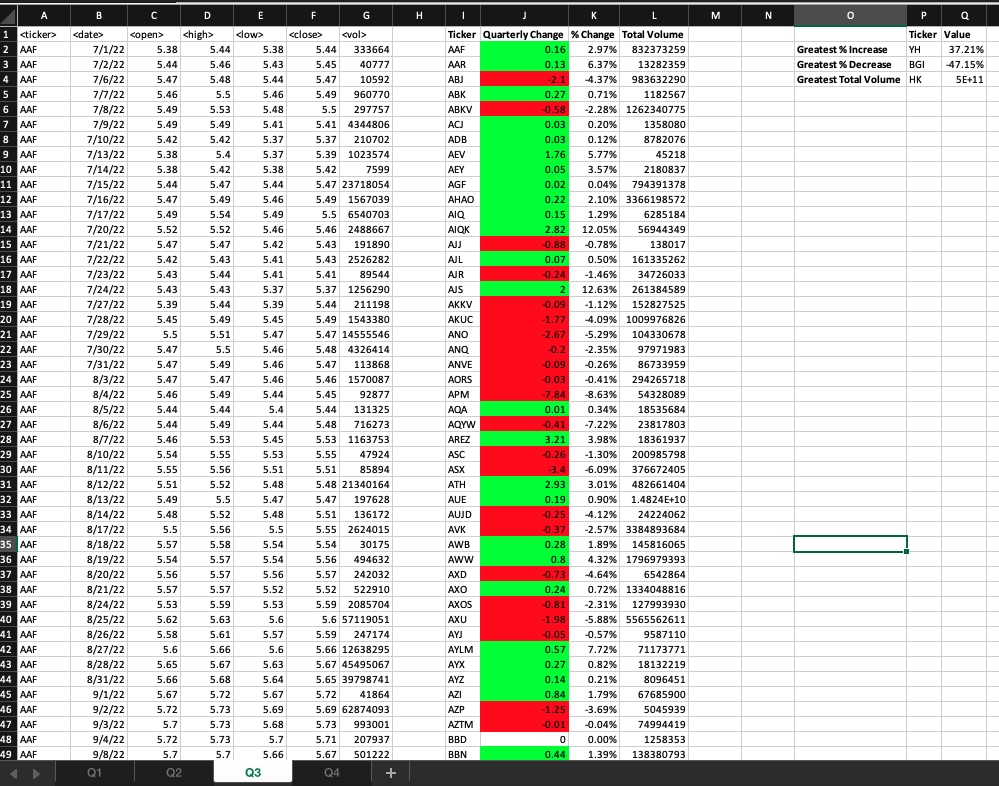 A B C D E F G H I J K L M N O P Q
1 <ticker> <date> <open> <high> <low> <close> <vol> Ticker Quarterly Change % Change Total Volume Ticker Value
2 AAF 7/1/22 5.38 5.44 5.38 5.44 333664 AAF 0.16 2.97% 832373259 Greatest % Increase YH 37.21%
3 AAF 7/2/22 5.44 5.46 5.43 5.45 40777 AAR 0.13 6.37% 13282359 Greatest % Decrease BGI -47.15%
4 AAF 7/6/22 5.47 5.48 5.44 5.47 10592 ABJ -2.1 -4.37% 983632290 Greatest Total Volume HK 5E+11
5 AAF 7/7/22 5.46 5.5 5.46 5.49 960770 ABK 0.27 0.71% 1182567
6 AAF 7/8/22 5.49 5.53 5.48 5.5 297757 ABKV -0.58 -2.28% 1262340775
7 AAF 7/9/22 5.49 5.49 5.41 5.41 4344806 ACJ 0.03 0.20% 1358080
8 AAF 7/10/22 5.42 5.42 5.37 5.37 210702 ADB 0.03 0.12% 8782076
9 AAF 7/13/22 5.38 5.4 5.37 5.39 1023574 AEV 1.76 5.77% 45218
10 AAF 7/14/22 5.38 5.42 5.38 5.42 7599 AEY 0.05 3.57% 2180837
11 AAF 7/15/22 5.44 5.47 5.44 5.47 23718054 AGF 0.02 0.04% 794391378
12 AAF 7/16/22 5.47 5.49 5.46 5.49 1567039 AHAO 0.22 2.10% 3366198572
13 AAF 7/17/22 5.49 5.54 5.49 5.5 6540703 AIQ 0.15 1.29% 6285184
14 AAF 7/20/22 5.52 5.52 5.46 5.46 2488667 AIQK 2.82 12.05% 56944349
15 AAF 7/21/22 5.47 5.47 5.42 5.43 191890 AJJ -0.88 -0.78% 138017
16 AAF 7/22/22 5.42 5.43 5.41 5.43 2526282 AJL 0.07 0.50% 161335262
17 AAF 7/23/22 5.43 5.44 5.41 5.41 89544 AJR -0.24 -1.46% 34726033
18 AAF 7/24/22 5.43 5.43 5.37 5.37 1256290 AJS 2 12.63% 261384589
19 AAF 7/27/22 5.39 5.44 5.39 5.44 211198 AKKV -0.09 -1.12% 152827525
20 AAF 7/28/22 5.45 5.49 5.45 5.49 1543380 AKUC -1.77 -4.09% 1009976826
21 AAF 7/29/22 5.5 5.51 5.47 5.47 14555546 ANO -2.67 -5.29% 104330678
22 AAF 7/30/22 5.47 5.5 5.46 5.48 4326414 ANQ -0.2 -2.35% 97971983
23 AAF 7/31/22 5.47 5.49 5.46 5.47 113868 ANVE -0.09 -0.26% 86733959
24 AAF 8/3/22 5.47 5.47 5.46 5.46 1570087 AORS -0.03 -0.41% 294265718
25 AAF 8/4/22 5.46 5.49 5.44 5.45 92877 APM -7.84 -8.63% 54328089
26 AAF 8/5/22 5.44 5.44 5.4 5.44 131325 AQA 0.01 0.34% 18535684
27 AAF 8/6/22 5.44 5.49 5.44 5.48 716273 AQYW -0.41 -7.22% 23817803
28 AAF 8/7/22 5.46 5.53 5.45 5.53 1163753 AREZ 3.21 3.98% 18361937
29 AAF 8/10/22 5.54 5.55 5.53 5.55 47924 ASC -0.26 -1.30% 200985798
30 AAF 8/11/22 5.55 5.56 5.51 5.51 85894 ASX -3.4 -6.09% 376672405
31 AAF 8/12/22 5.51 5.52 5.48 5.48 21340164 ATH 2.93 3.01% 482661404
32 AAF 8/13/22 5.49 5.5 5.47 5.47 197628 AUE 0.19 0.90% 1.4824E+10
33 AAF 8/14/22 5.48 5.52 5.48 5.51 136172 AUJD -0.25 -4.12% 24224062
34 AAF 8/17/22 5.5 5.56 5.5 5.55 2624015 AVK -0.37 -2.57% 3384893684
35 AAF 8/18/22 5.57 5.58 5.54 5.54 30175 AWB 0.28 1.89% 145816065
36 AAF 8/19/22 5.54 5.57 5.54 5.56 494632 AWW 0.8 4.32% 1796979393
37 AAF 8/20/22 5.56 5.57 5.56 5.57 242032 AXD -0.73 -4.64% 6542864
38 AAF 8/21/22 5.57 5.57 5.52 5.52 522910 AXO 0.24 0.72% 1334048816
39 AAF 8/24/22 5.53 5.59 5.53 5.59 2085704 AXOS -0.81 -2.31% 127993930
40 AAF 8/25/22 5.62 5.63 5.6 5.6 57119051 AXU -1.98 -5.88% 5565562611
41 AAF 8/26/22 5.58 5.61 5.57 5.59 247174 AYJ -0.05 -0.57% 9587110
42 AAF 8/27/22 5.6 5.66 5.6 5.66 12638295 AYLM 0.57 7.72% 71173771
43 AAF 8/28/22 5.65 5.67 5.63 5.67 45495067 AYX 0.27 0.82% 18132219
44 AAF 8/31/22 5.66 5.68 5.64 5.65 39798741 AYZ 0.14 0.21% 8096451
45 AAF 9/1/22 5.67 5.72 5.67 5.72 41864 AZI 0.84 1.79% 67685900
46 AAF 9/2/22 5.72 5.73 5.69 5.69 62874093 AZP -1.25 -3.69% 5045939
47 AAF 9/3/22 5.7 5.73 5.68 5.73 993001 AZTM -0.01 -0.04% 74994419
48 AAF 9/4/22 5.72 5.73 5.7 5.71 207937 BBD 0 0.00% 1258353
49 AAF 9/8/22 5.7 5.7 5.66 5.67 501222 BBN 0.44 1.39% 138380793
Q1 Q2 Q3 Q4 +